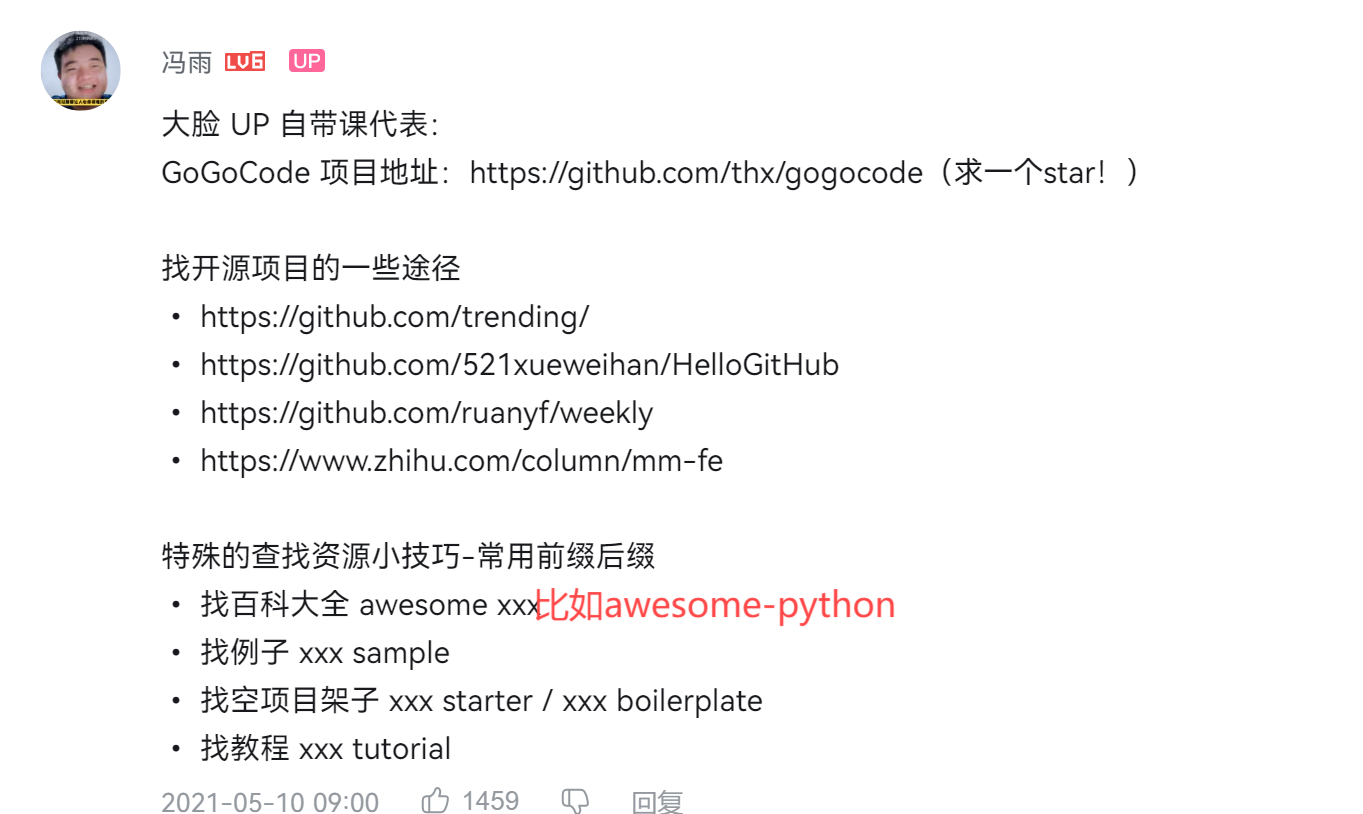 冯雨 LV6 UP
大脸 UP 自带课代表：
GoGoCode 项目地址：https://github.com/thx/gogocode（求一个star！）
找开源项目的一些途径
• https://github.com/trending/
• https://github.com/521xueweihan/HelloGitHub
• https://github.com/ruanyf/weekly
• https://www.zhihu.com/column/mm-fe
特殊的查找资源小技巧-常用前缀后缀
• 找百科大全 awesome xxx比如awesome-python
• 找例子 xxx sample
• 找空项目架子 xxx starter / xxx boilerplate
• 找教程 xxx tutorial
2021-05-10 09:00 1459 回复